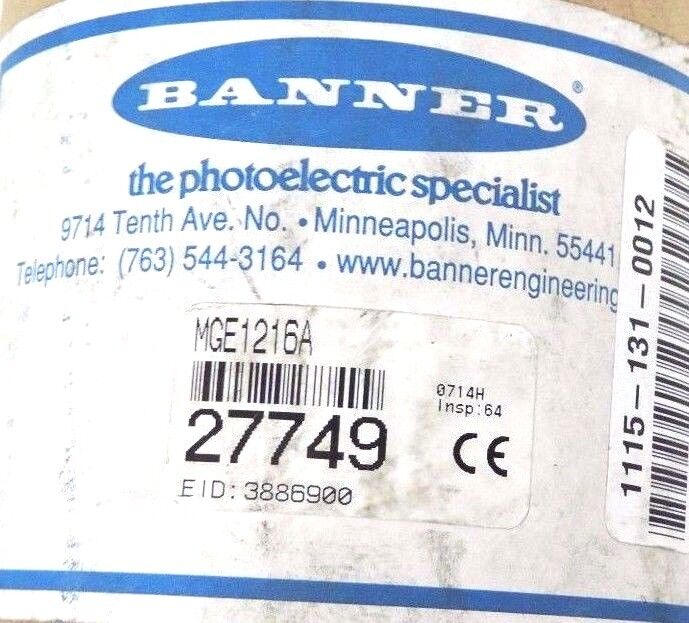 BANNER®
the photoelectric specialist
9714 Tenth Ave. No. • Minneapolis, Minn. 55441
Telephone: (763) 544-3164 • www.bannerengineering
MGE1216A
0714H
Insp:64
27749
CE
EID:3886900
1115-131-0012